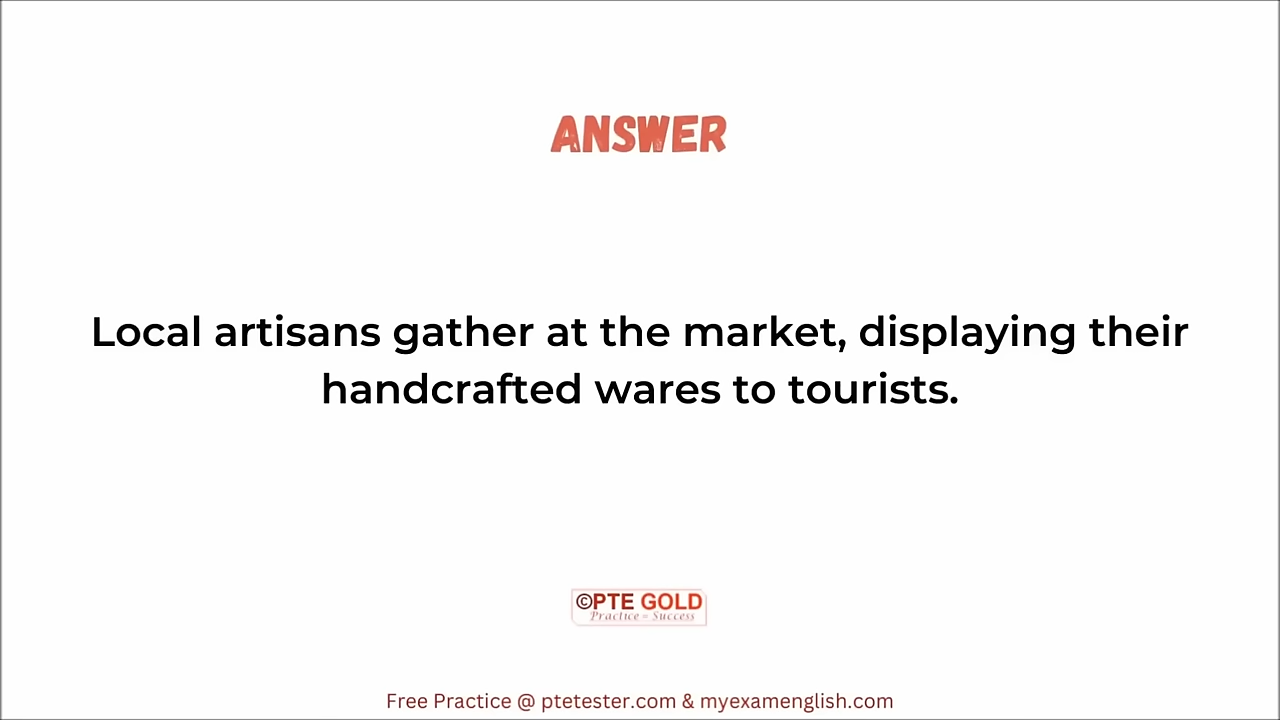 ANSWER
Local artisans gather at the market, displaying their
handcrafted wares to tourists.
©PTE GOLD
Practice = Success
Free Practice @ ptetester.com & myexamenglish.com